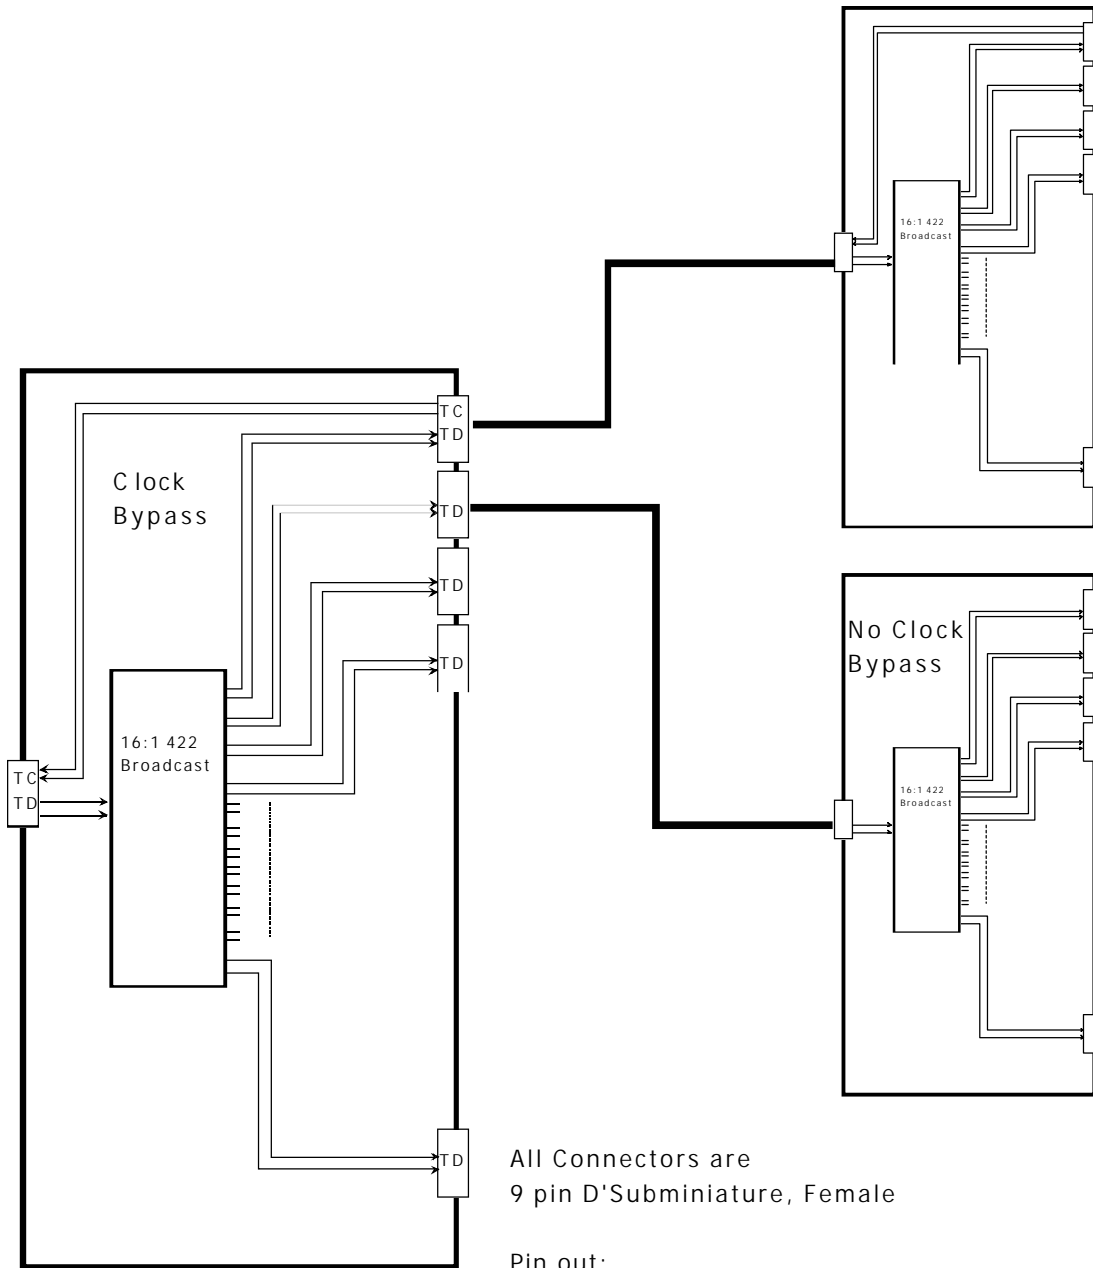 16:1 422
Broadcast
TC
TD
Clock
Bypass
TD
TD
TD
No Clock
Bypass
16:1 422
Broadcast
TC
TD
16:1 422
Broadcast
TD
All Connectors are
9 pin D'Subminiature, Female
Pin out: